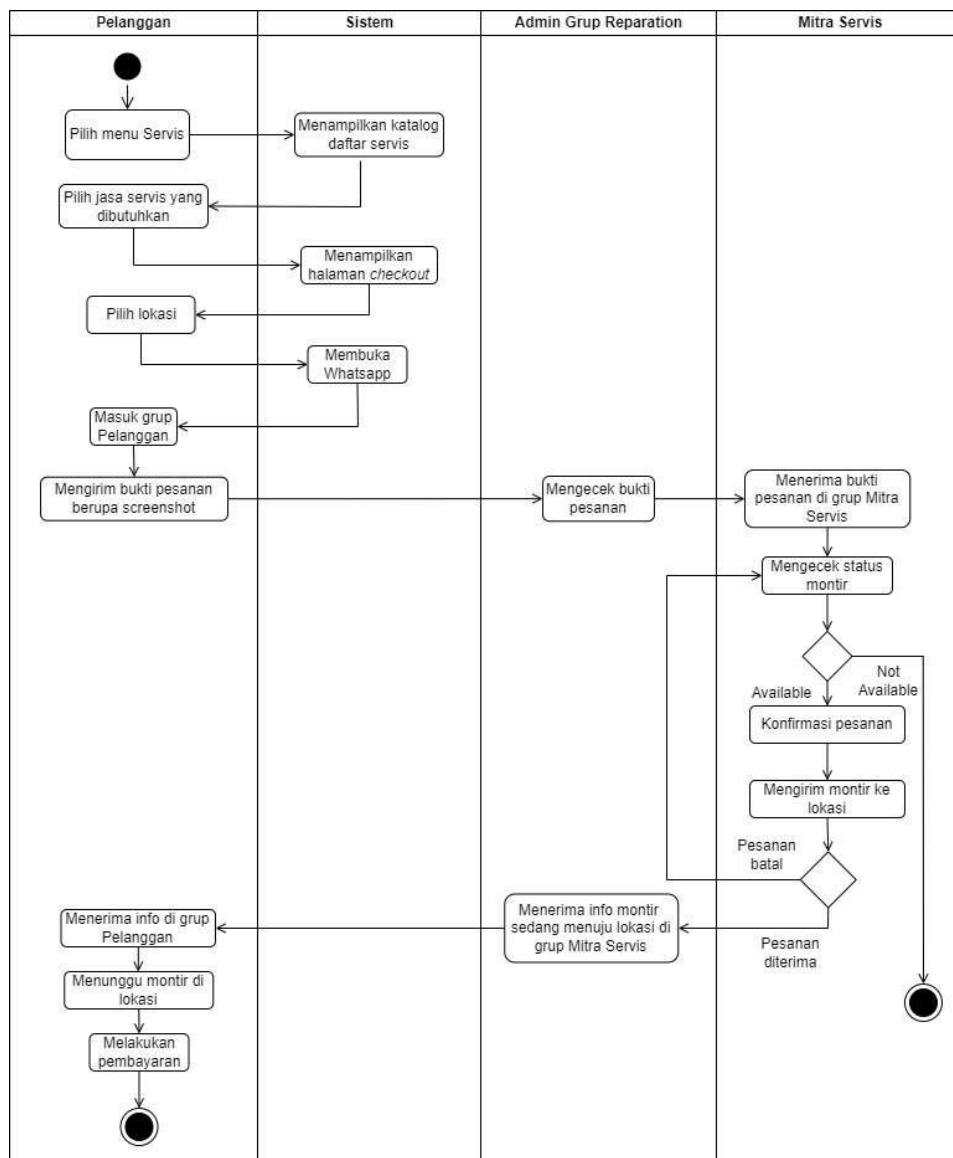 Pelanggan
Sistem
Admin Grup Reparation
Mitra Servis
Pilih menu Servis
Menampilkan katalog
daftar servis
Pilih jasa servis yang
dibutuhkan
Menampilkan
halaman checkout
Pilih lokasi
Membuka
Whatsapp
Masuk grup
Pelanggan
Mengirim bukti pesanan
berupa screenshot
Mengecek bukti
pesanan
Menerima bukti
pesanan di grup Mitra
Servis
Mengecek status
montir
Not
Available
Available
Konfirmasi pesanan
Mengirim montir ke
lokasi
Pesanan
batal
Pesanan
diterima
Menerima info montir
sedang menuju lokasi di
grup Mitra Servis
Menerima info di grup
Pelanggan
Menunggu montir di
lokasi
Melakukan
pembayaran